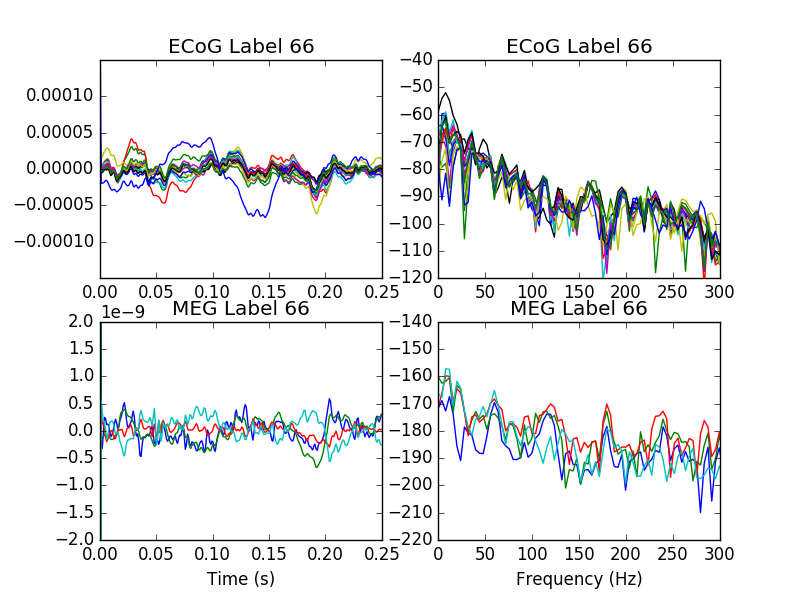 ECoG Label 66
0.00010
0.00005
0.00000
−0.00005
−0.00010
0.00 0.05 0.10 0.15 0.20 0.25
ECoG Label 66
−40
−50
−60
−70
−80
−90
−100
−110
−120
0 50 100 150 200 250 300
MEG Label 66
1e−9
2.0
1.5
1.0
0.5
0.0
−0.5
−1.0
−1.5
−2.0
0.00 0.05 0.10 0.15 0.20 0.25
Time (s)
MEG Label 66
−140
−150
−160
−170
−180
−190
−200
−210
−220
0 50 100 150 200 250 300
Frequency (Hz)